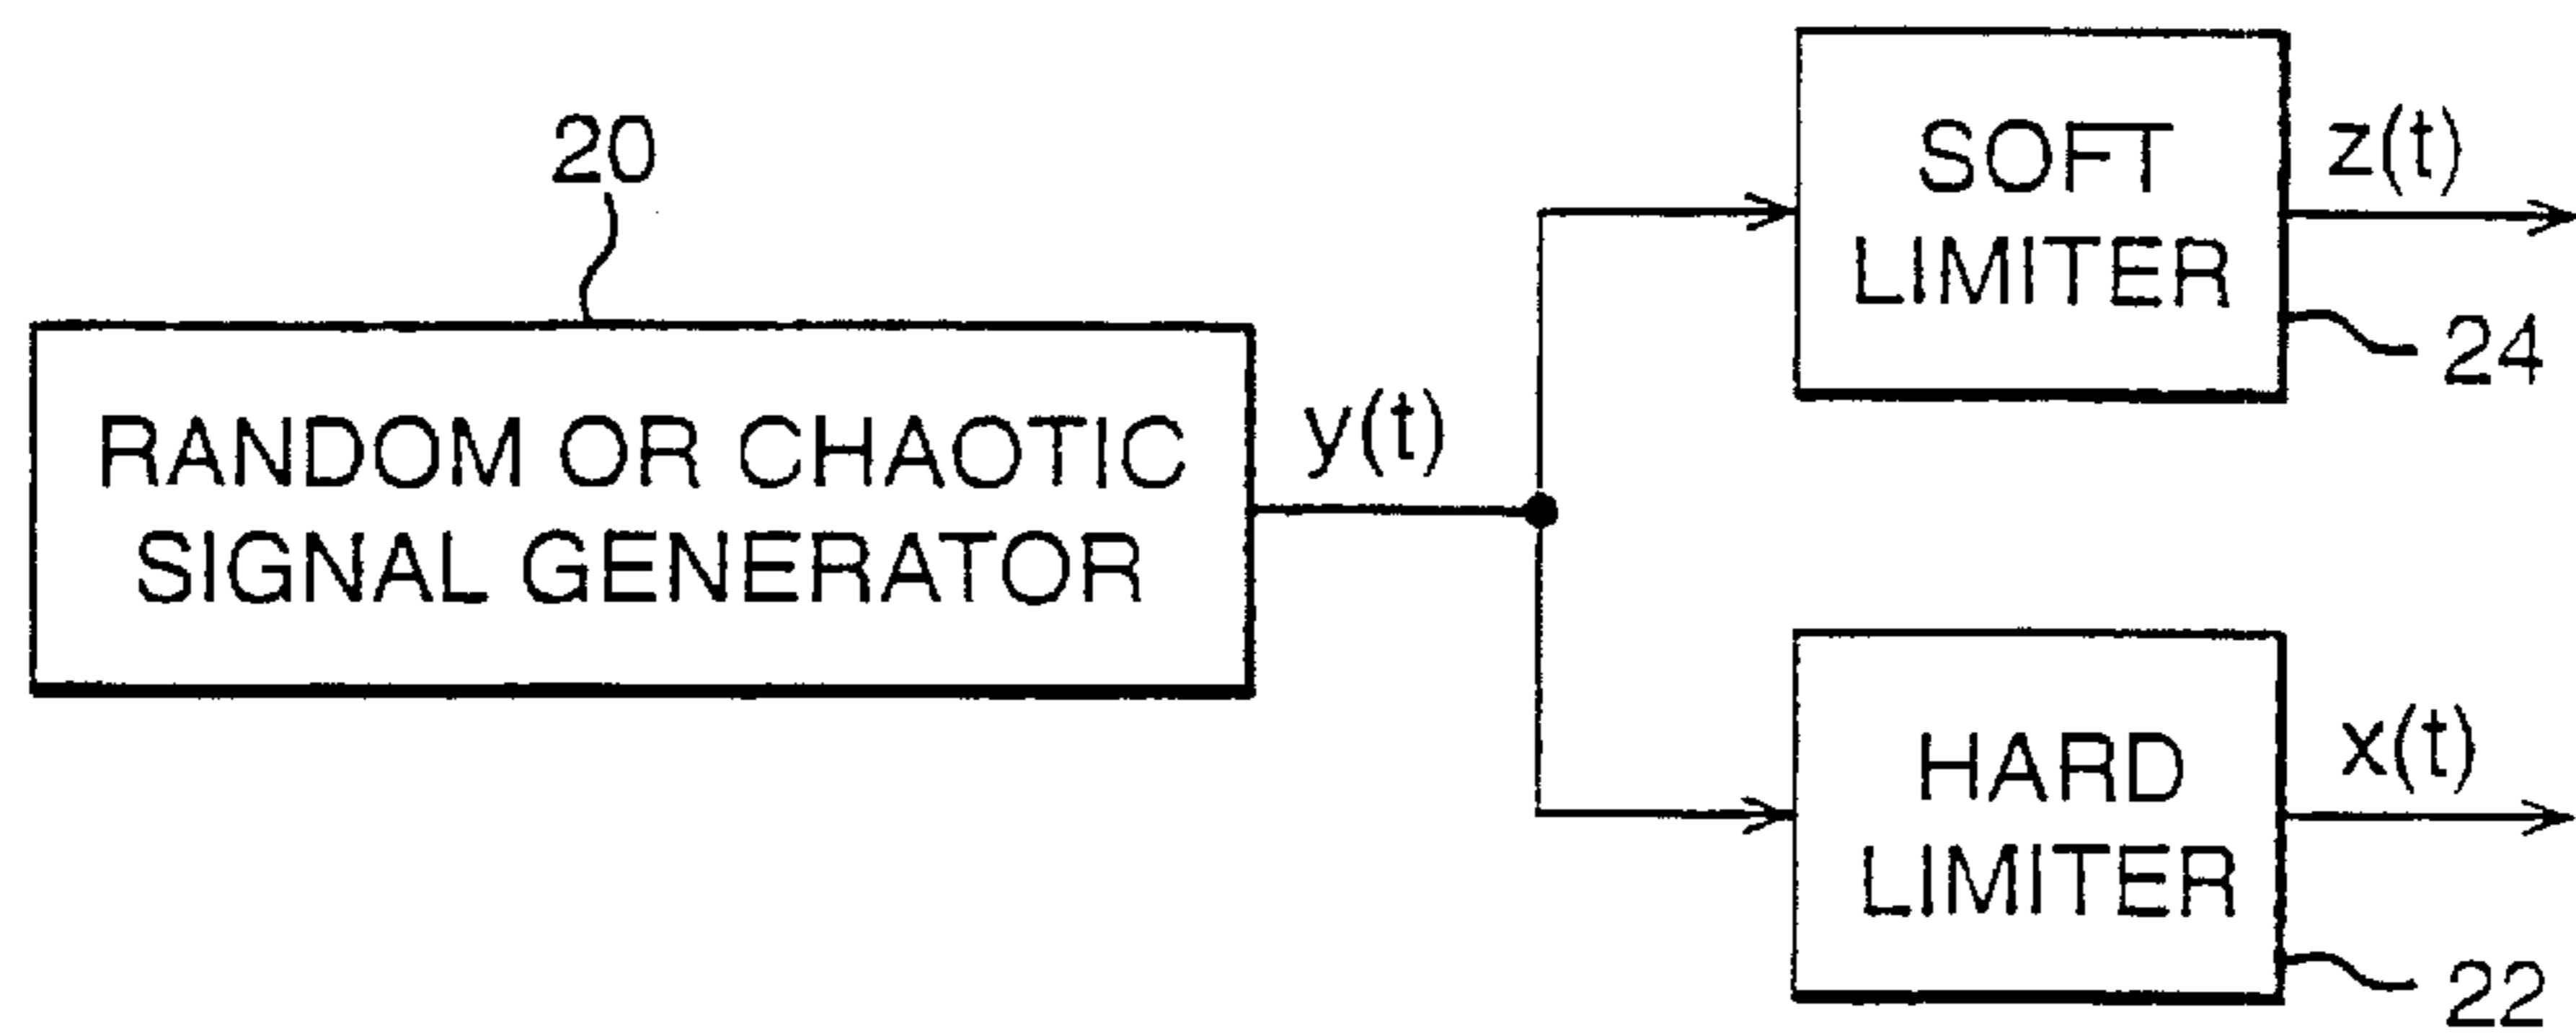 20
RANDOM OR CHAOTIC
SIGNAL GENERATOR
y(t)
SOFT
LIMITER
z(t)
24
HARD
LIMITER
x(t)
22